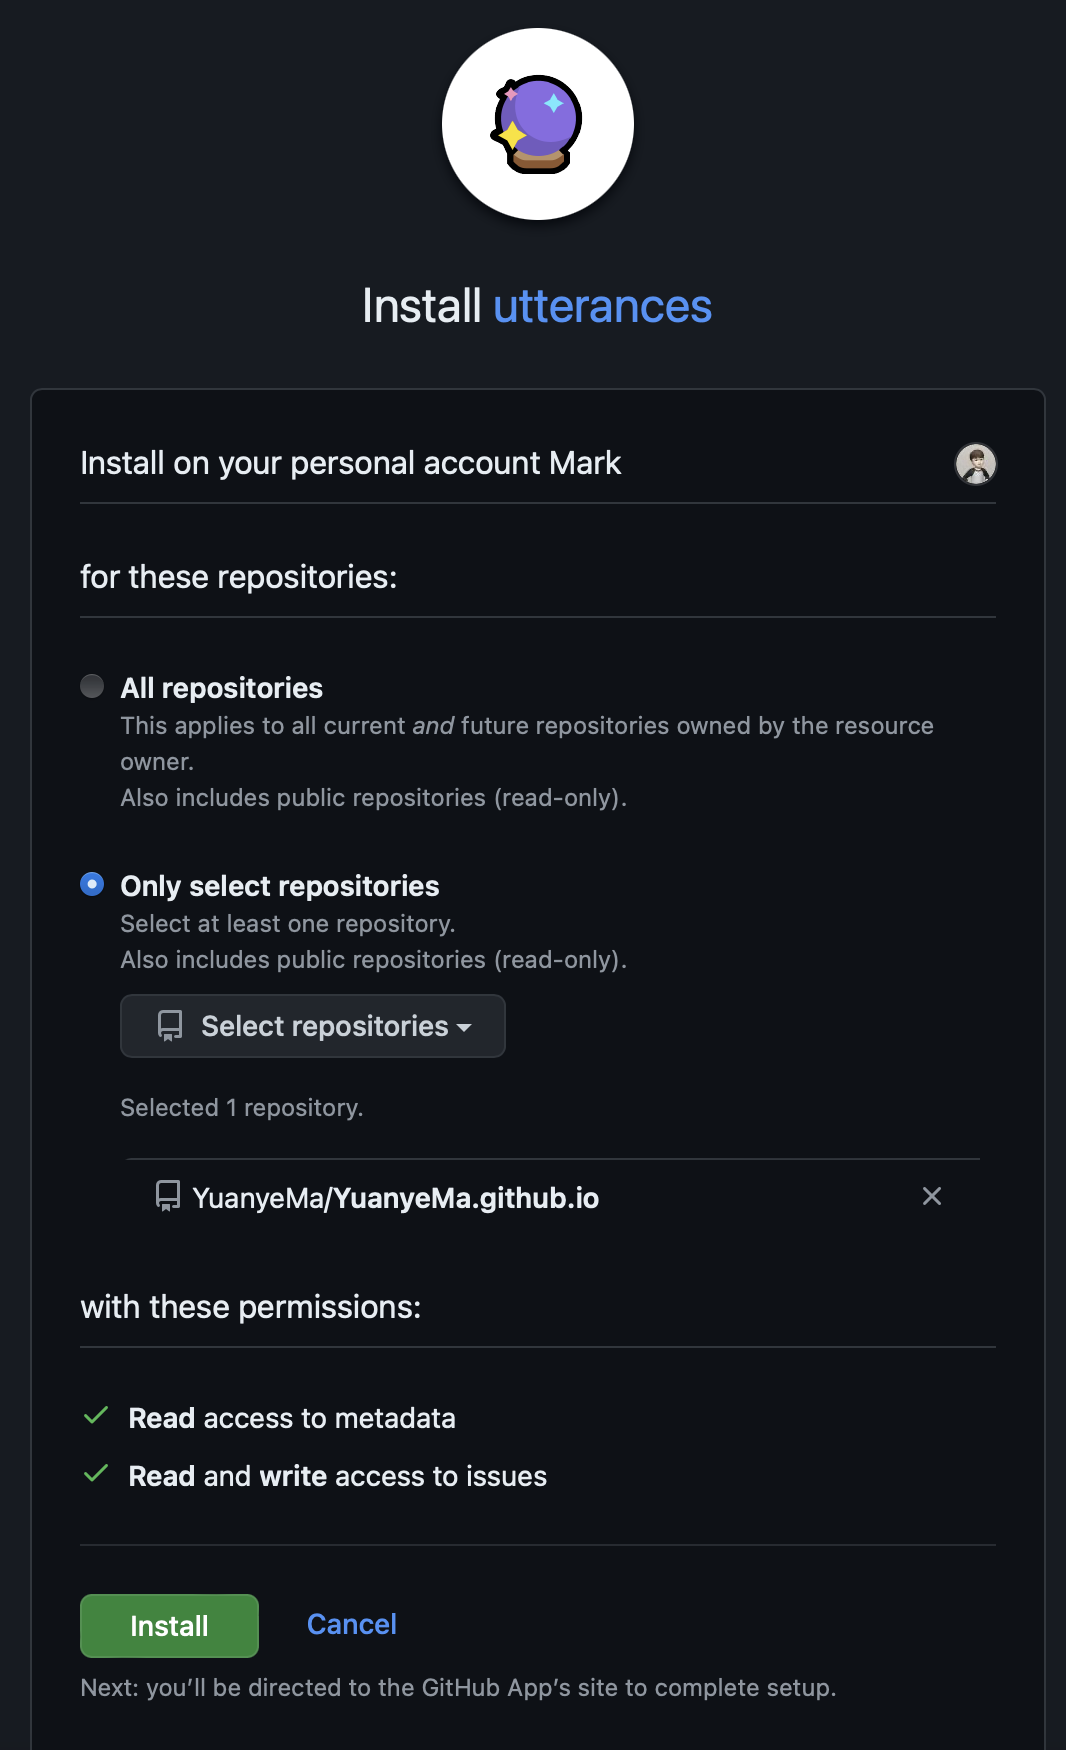 Install utterances
Install on your personal account Mark
for these repositories:
All repositories
This applies to all current and future repositories owned by the resource
owner.
Also includes public repositories (read-only).
Only select repositories
Select at least one repository.
Also includes public repositories (read-only).
Select repositories
Selected 1 repository.
YuanyeMa/YuanyeMa.github.io
with these permissions:
Read access to metadata
Read and write access to issues
Install Cancel
Next: you’ll be directed to the GitHub App’s site to complete setup.